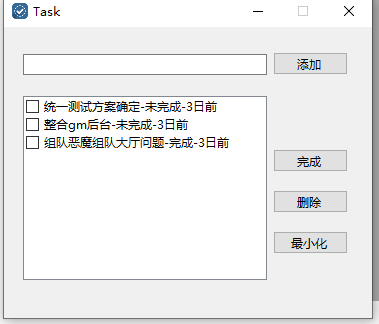 Task
添加
统一测试方案确定-未完成-3日前
整合gm后台-未完成-3日前
组队恶魔组队大厅问题-完成-3日前
完成
删除
最小化